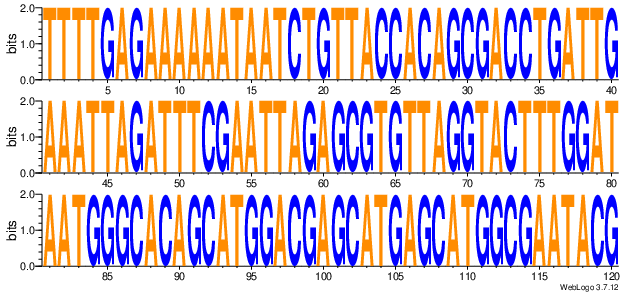 2.0
bits
1.0
0.0
TTTTGAGAAAAAATAATCTGTTACCACAGCGACCTGATTG
5 10 15 20 25 30 35 40
2.0
bits
1.0
0.0
AAATTAGATTTCGAATTAGAGCGTGTTAGGTACTTTGGAT
45 50 55 60 65 70 75 80
2.0
bits
1.0
0.0
AATGGGCACAGCATGGACGAGCATGAGCATGGCGAATACG
85 90 95 100 105 110 115 120
WebLogo 3.7.12